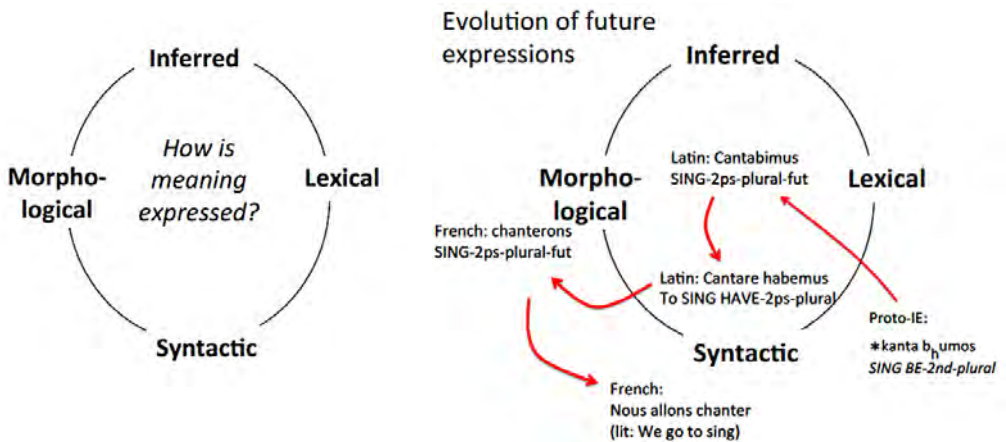 Inferred
How is
meaning
expressed?
Morpho-
logical
Lexical
Syntactic
Evolution of future
expressions
Inferred
Latin: Cantabimus
SING-2ps-plural-fut
Morpho-
logical
Lexical
French: chanterons
SING-2ps-plural-fut
Latin: Cantare habemus
To SING HAVE-2ps-plural
Proto-IE:
*kanta bₕumos
SING BE-2nd-plural
Syntactic
French:
Nous allons chanter
(lit: We go to sing)